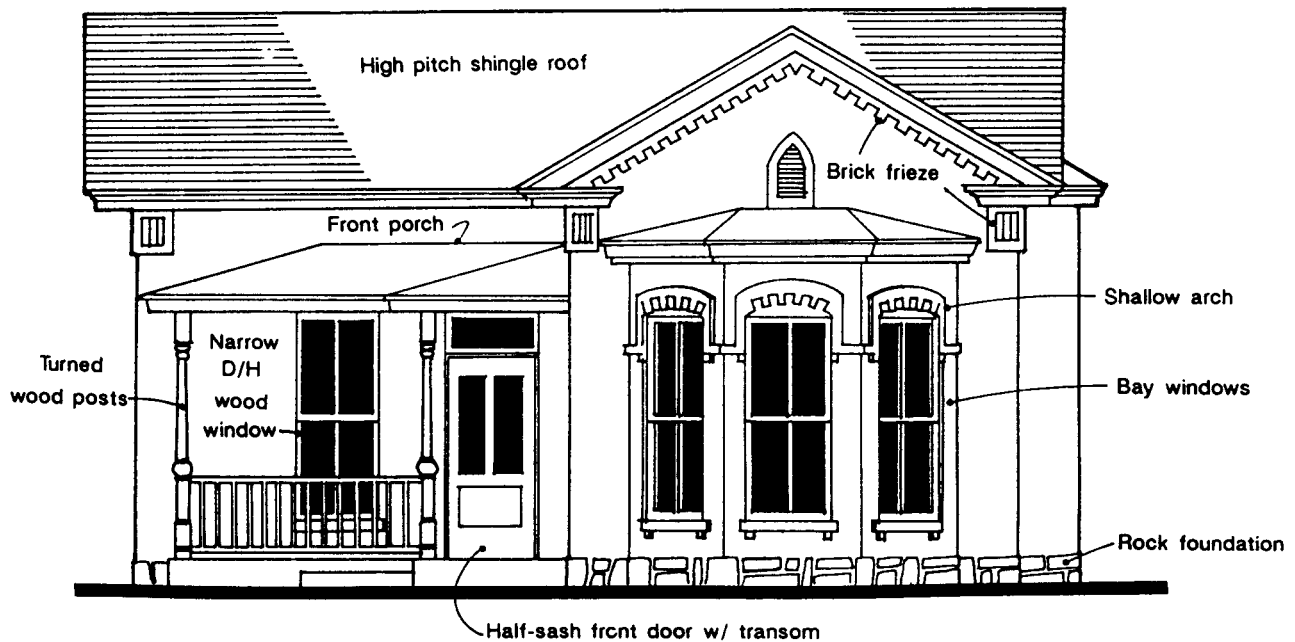 High pitch shingle roof
Brick frieze
Front porch
Shallow arch
Narrow
D/H
wood
window
Turned
wood posts
Bay windows
Rock foundation
Half-sash front door w/ transom